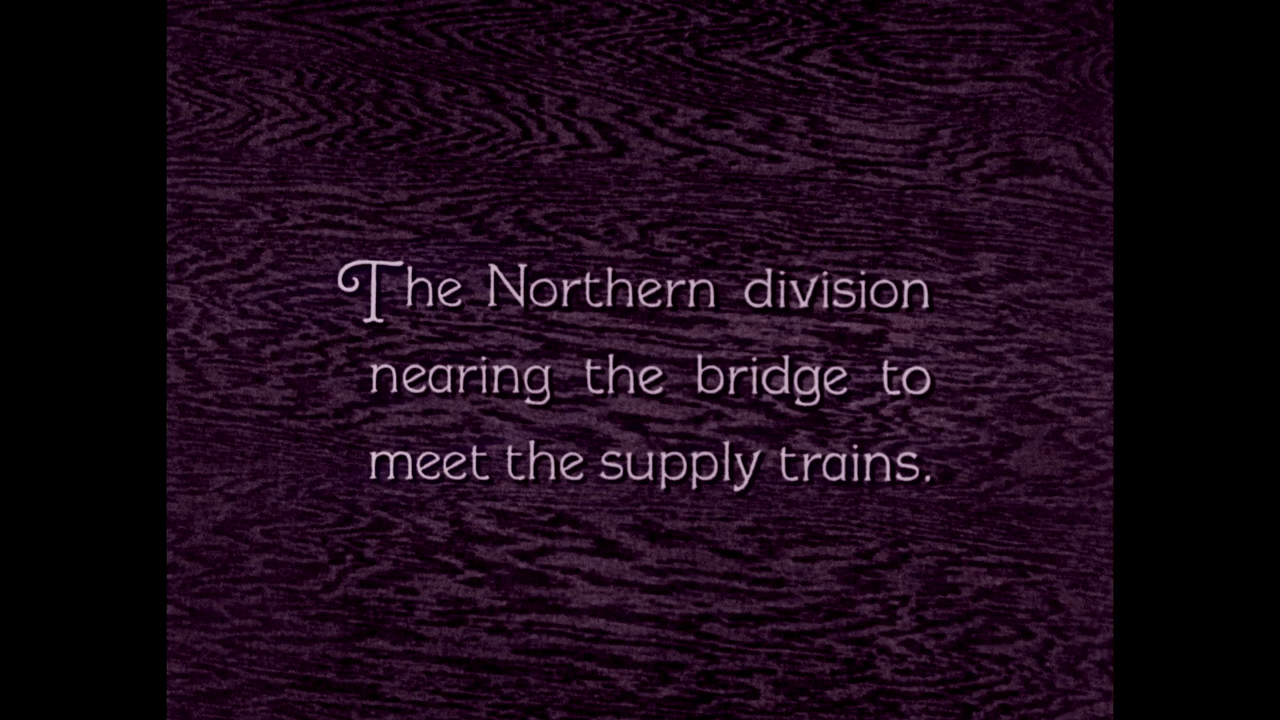 The Northern division
nearing the bridge to
meet the supply trains.